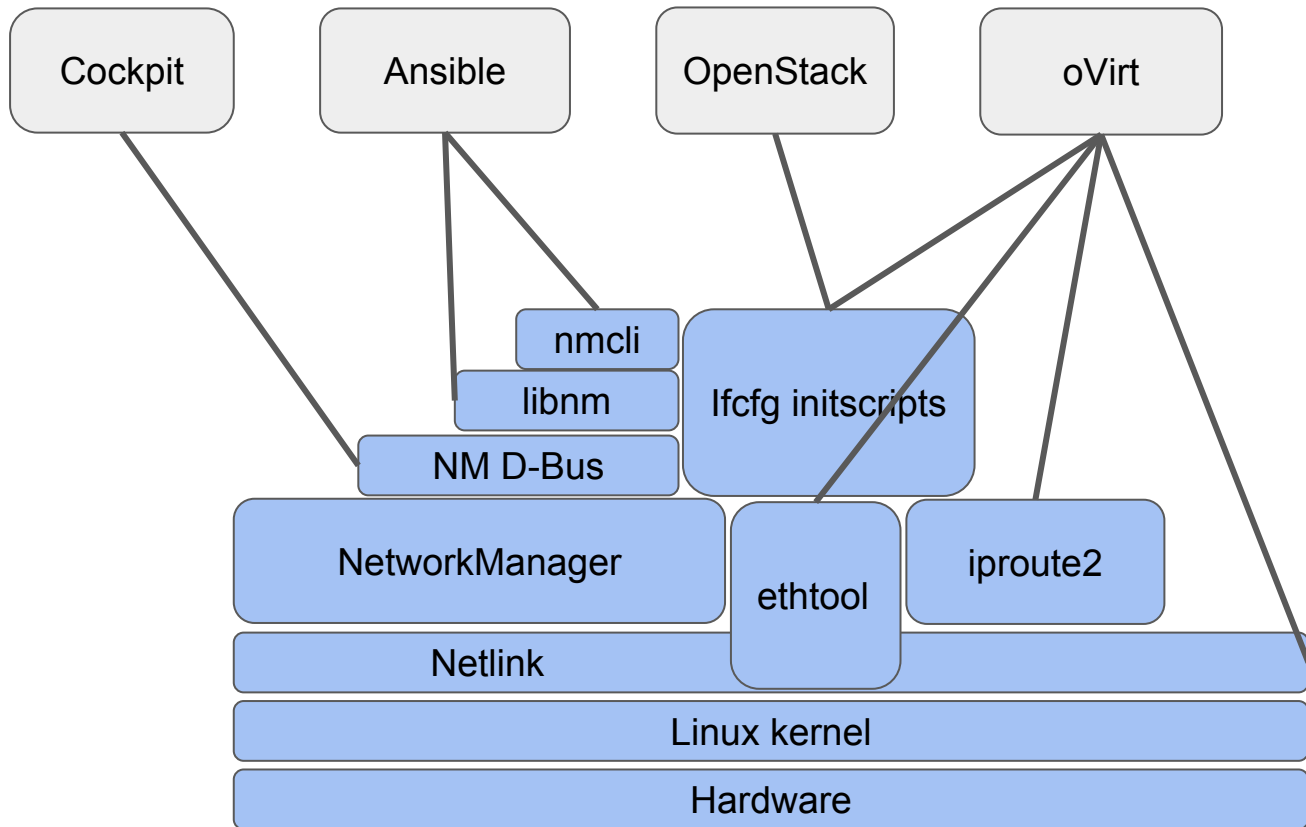 Cockpit
Ansible
OpenStack
oVirt
nmcli
libnm
Ifcfg initscripts
NM D-Bus
NetworkManager
ethtool
iproute2
Netlink
Linux kernel
Hardware